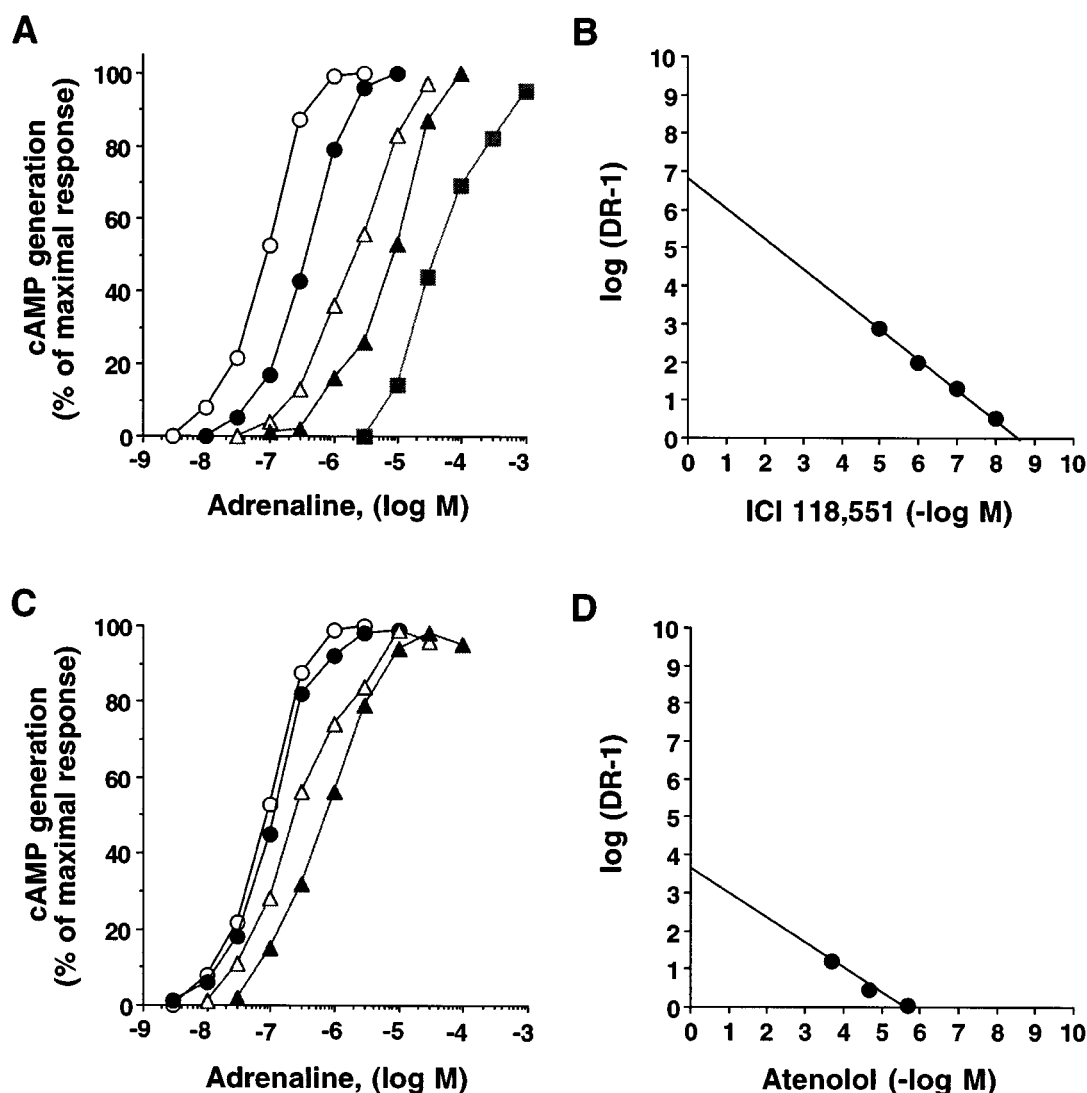 A
cAMP generation
(% of maximal response)
100
80
60
40
20
0
-9 -8 -7 -6 -5 -4 -3
Adrenaline, (log M)
B
log (DR-1)
10
9
8
7
6
5
4
3
2
1
0
0 1 2 3 4 5 6 7 8 9 10
ICI 118,551 (-log M)
C
cAMP generation
(% of maximal response)
100
80
60
40
20
0
-9 -8 -7 -6 -5 -4 -3
Adrenaline, (log M)
D
log (DR-1)
10
9
8
7
6
5
4
3
2
1
0
0 1 2 3 4 5 6 7 8 9 10
Atenolol (-log M)